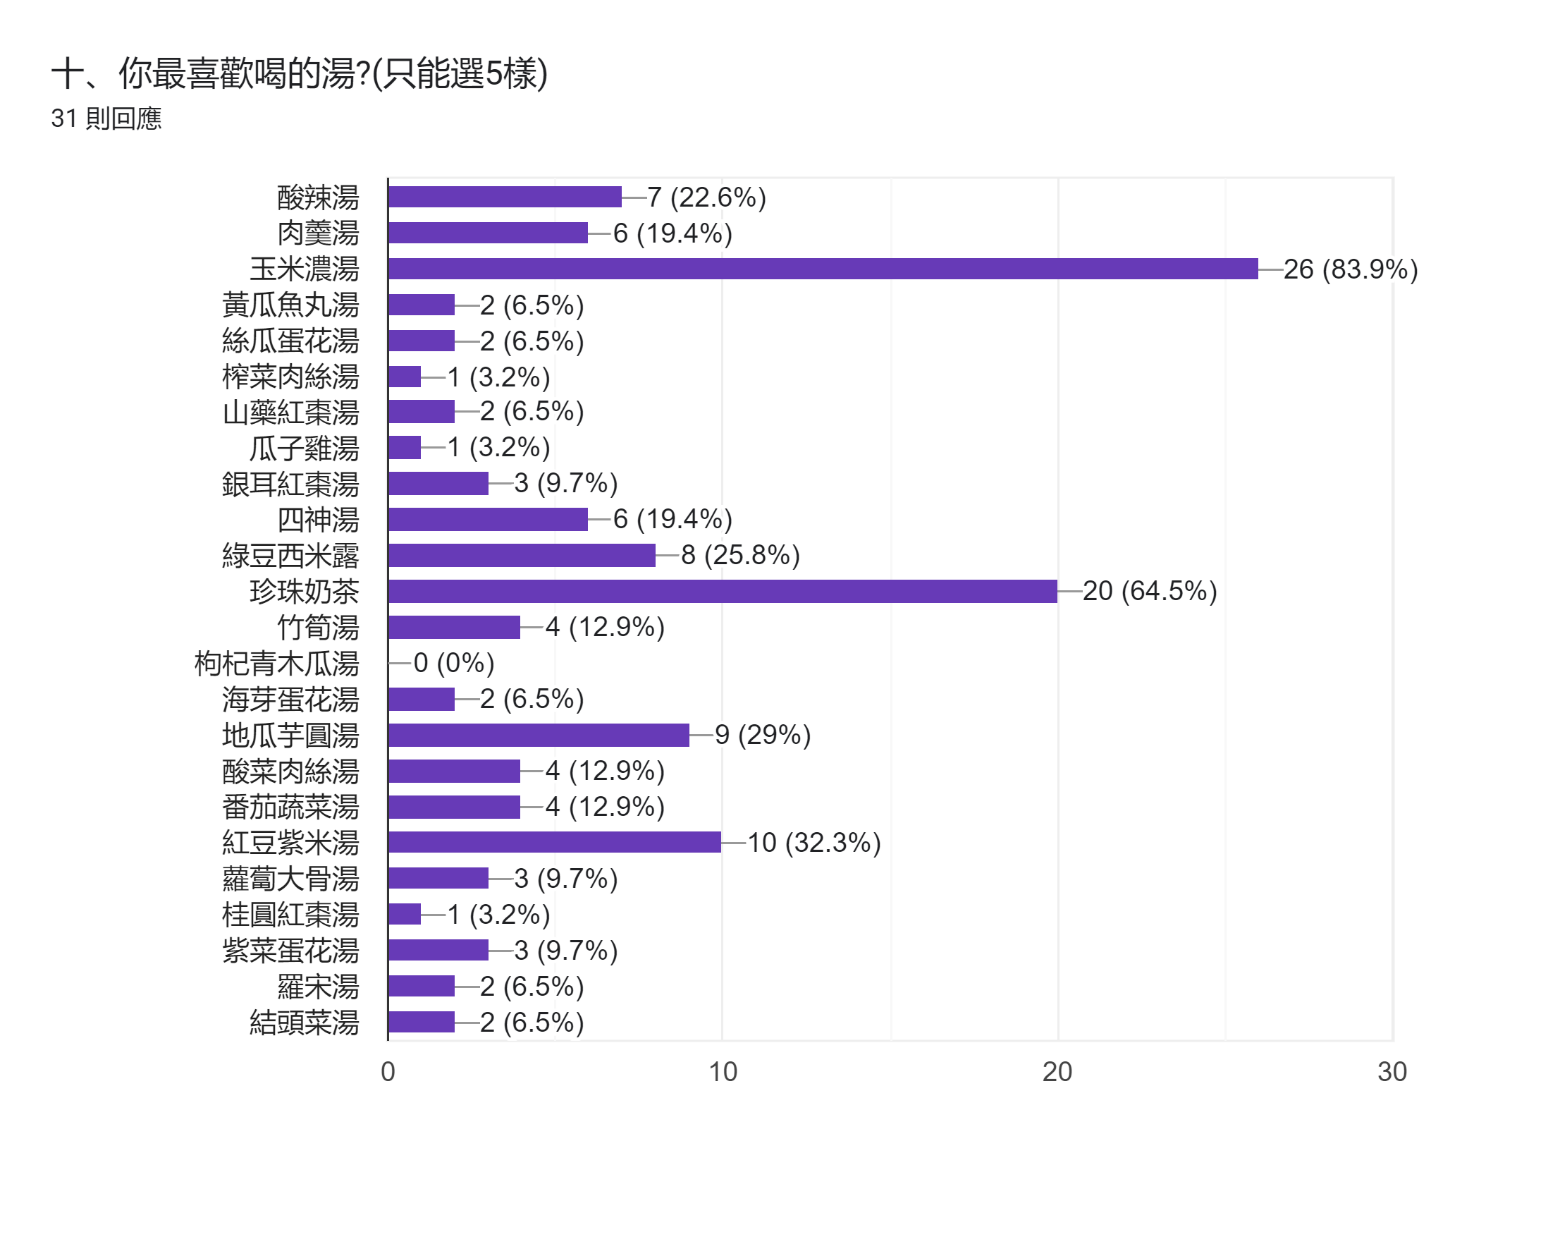 十、你最喜歡喝的湯?(只能選5樣)
31 則回應
酸辣湯 7 (22.6%)
肉羹湯 6 (19.4%)
玉米濃湯 26 (83.9%)
黃瓜魚丸湯 2 (6.5%)
絲瓜蛋花湯 2 (6.5%)
榨菜肉絲湯 1 (3.2%)
山藥紅棗湯 2 (6.5%)
瓜子雞湯 1 (3.2%)
銀耳紅棗湯 3 (9.7%)
四神湯 6 (19.4%)
綠豆西米露 8 (25.8%)
珍珠奶茶 20 (64.5%)
竹筍湯 4 (12.9%)
枸杞青木瓜湯 0 (0%)
海芽蛋花湯 2 (6.5%)
地瓜芋圓湯 9 (29%)
酸菜肉絲湯 4 (12.9%)
番茄蔬菜湯 4 (12.9%)
紅豆紫米湯 10 (32.3%)
蘿蔔大骨湯 3 (9.7%)
桂圓紅棗湯 1 (3.2%)
紫菜蛋花湯 3 (9.7%)
羅宋湯 2 (6.5%)
結頭菜湯 2 (6.5%)
0 10 20 30